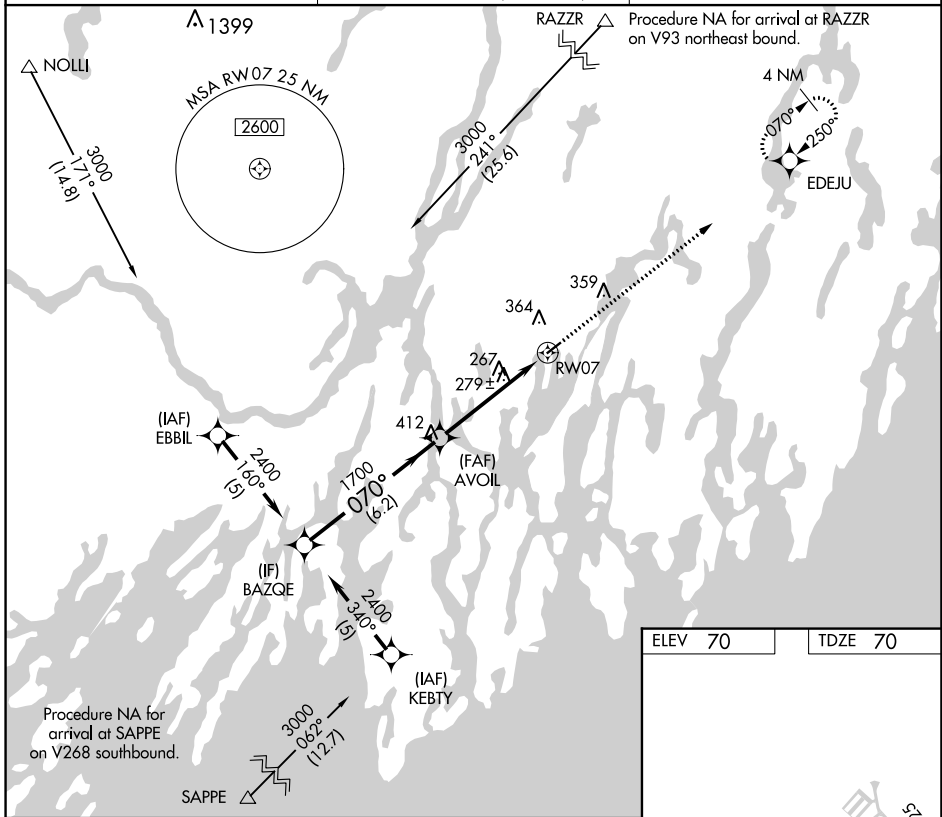 1399
RAZZR
Procedure NA for arrival at RAZZR
on V93 northeast bound.
NOLLI
MSA RW07 25 NM
2600
4 NM
070°
250°
EDEJU
3000
171°
(14.8)
3000
241°
(25.6)
359
364
RW07
267
279±
412
(IAF)
EBBIL
2400
160°
(5)
1700
070°
(6.2)
(FAF)
AVOIL
(IF)
BAZQE
2400
340°
(5)
(IAF)
KEBTY
Procedure NA for
arrival at SAPPE
on V268 southbound.
3000
062°
(12.7)
SAPPE
ELEV 70
TDZE 70
25